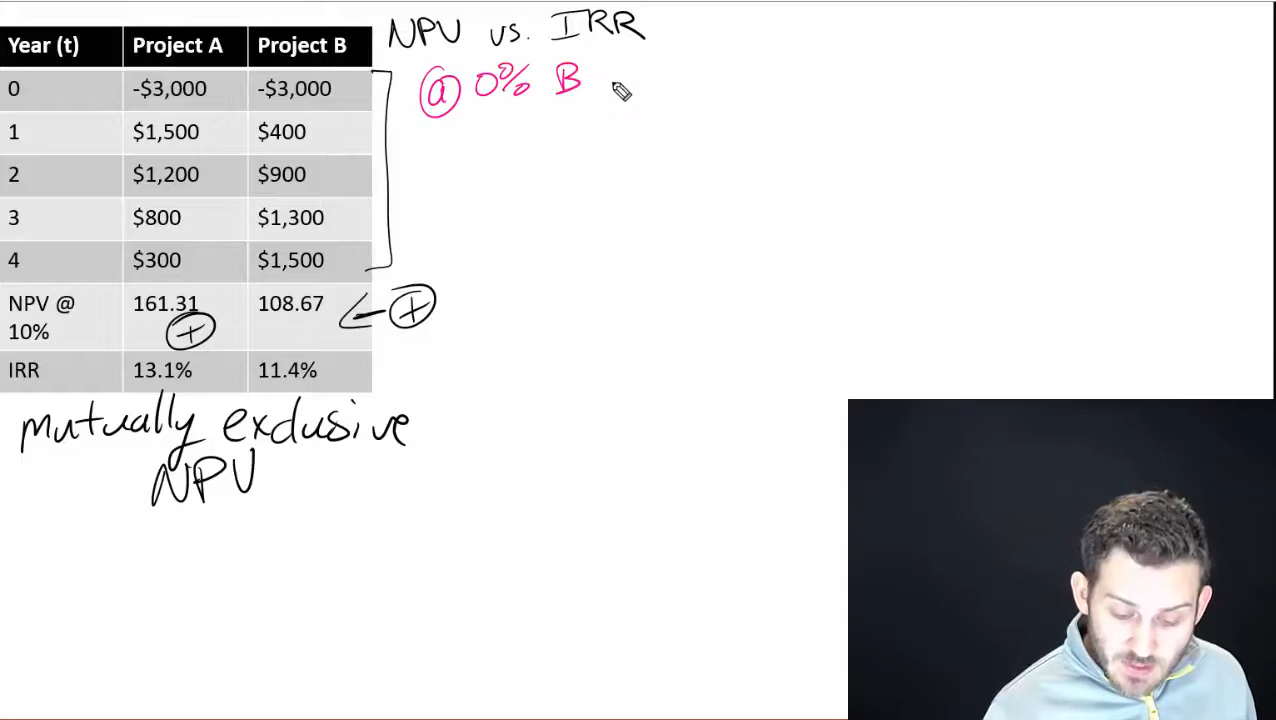 NPV vs. IRR
@ 0% B
Year (t) Project A Project B
0 -$3,000 -$3,000
1 $1,500 $400
2 $1,200 $900
3 $800 $1,300
4 $300 $1,500
NPV @ 10% 161.31 108.67
+ +
IRR 13.1% 11.4%
mutually exclusive
NPV